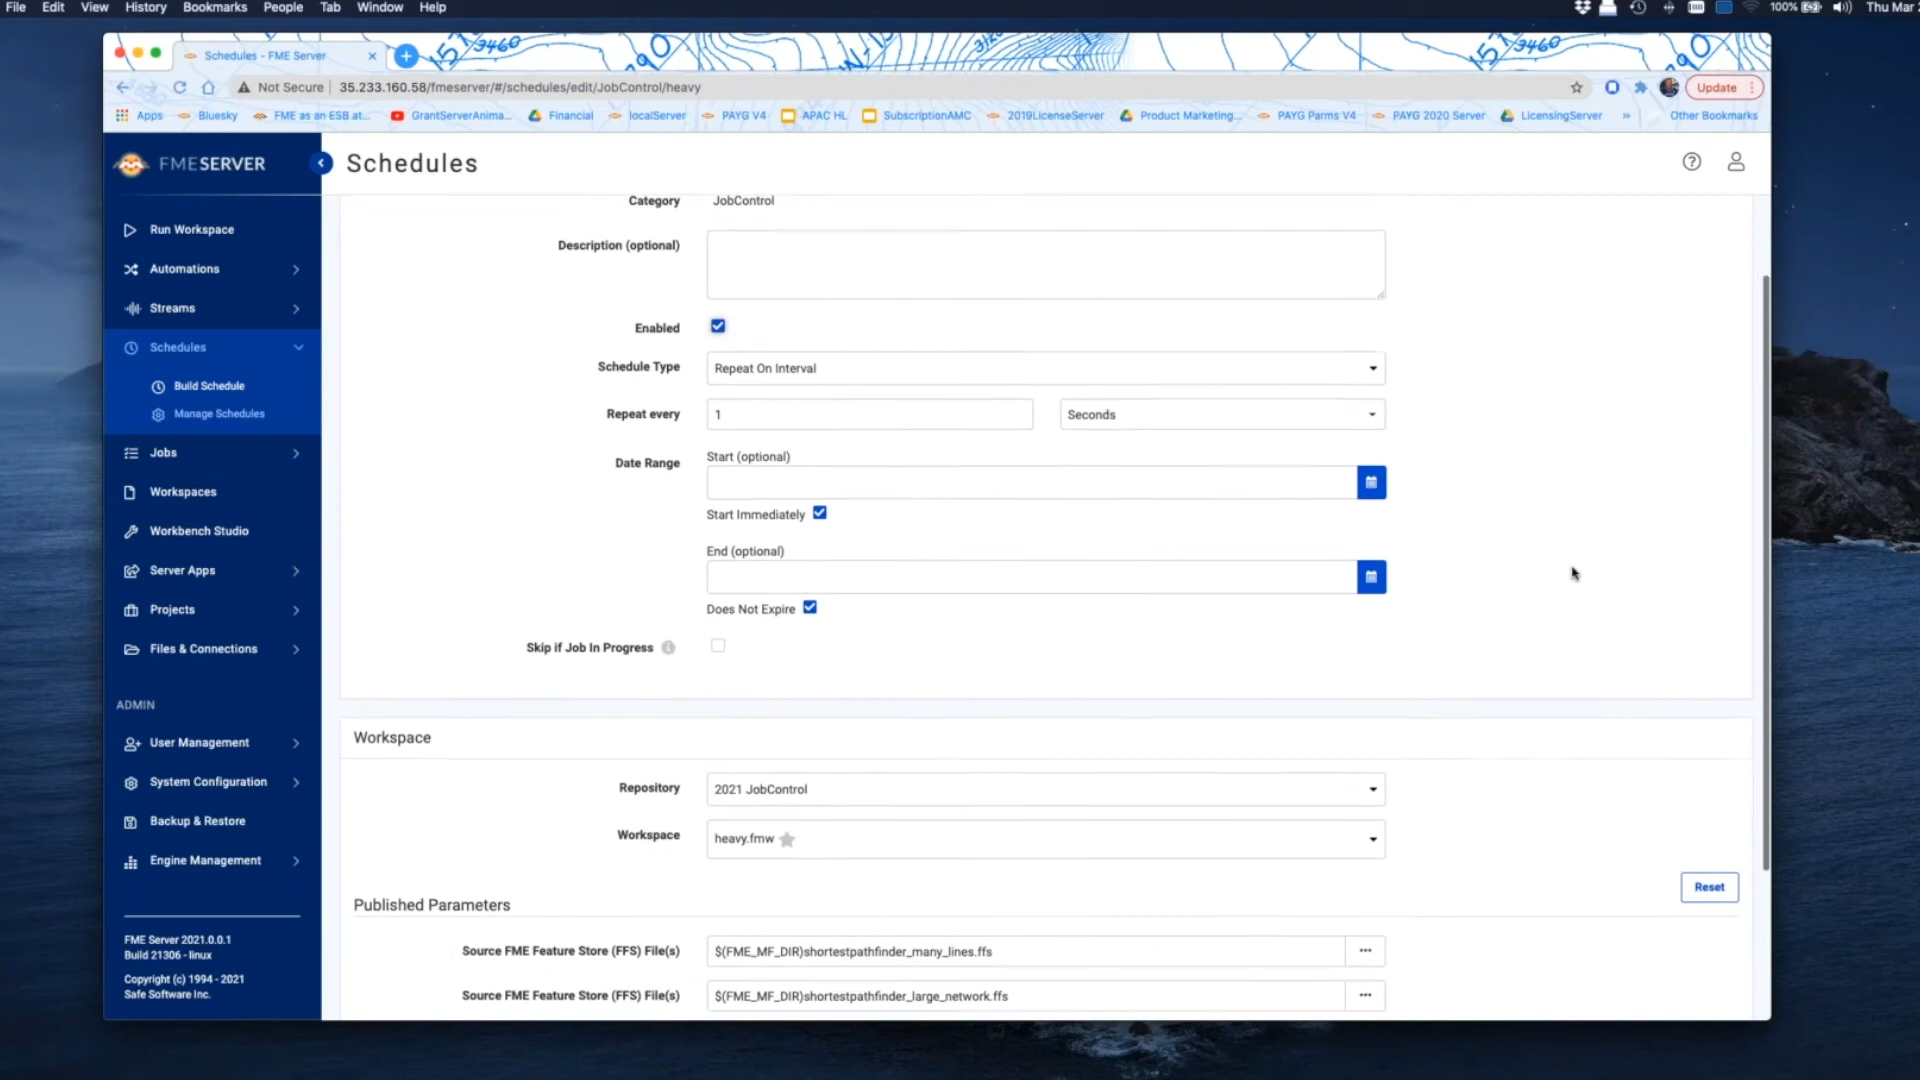 File Edit View History Bookmarks People Tab Window Help 100% Thu Mar
Schedules - FME Server
Not Secure 35.233.160.58/fmeserver/#/schedules/edit/JobControl/heavy Update
Apps Bluesky FME as an ESB at... GrantServerAnima... Financial localServer PAYG V4 APAC HL SubscriptionAMC 2019LicenseServer Product Marketing... PAYG Parms V4 PAYG 2020 Server LicensingServer » Other Bookmarks
FMESERVER
Schedules
Run Workspace
Automations
Streams
Schedules
Build Schedule
Manage Schedules
Jobs
Workspaces
Workbench Studio
Server Apps
Projects
Files & Connections
ADMIN
User Management
System Configuration
Backup & Restore
Engine Management
FME Server 2021.0.0.1
Build 21306 - linux
Copyright (c) 1994 - 2021
Safe Software Inc.
Category JobControl
Description (optional)
Enabled
Schedule Type Repeat On Interval
Repeat every 1 Seconds
Date Range Start (optional)
Start Immediately
End (optional)
Does Not Expire
Skip if Job In Progress
Workspace
Repository 2021 JobControl
Workspace heavy.fmw
Reset
Published Parameters
Source FME Feature Store (FFS) File(s) $(FME_MF_DIR)shortestpathfinder_many_lines.ffs ...
Source FME Feature Store (FFS) File(s) $(FME_MF_DIR)shortestpathfinder_large_network.ffs ...